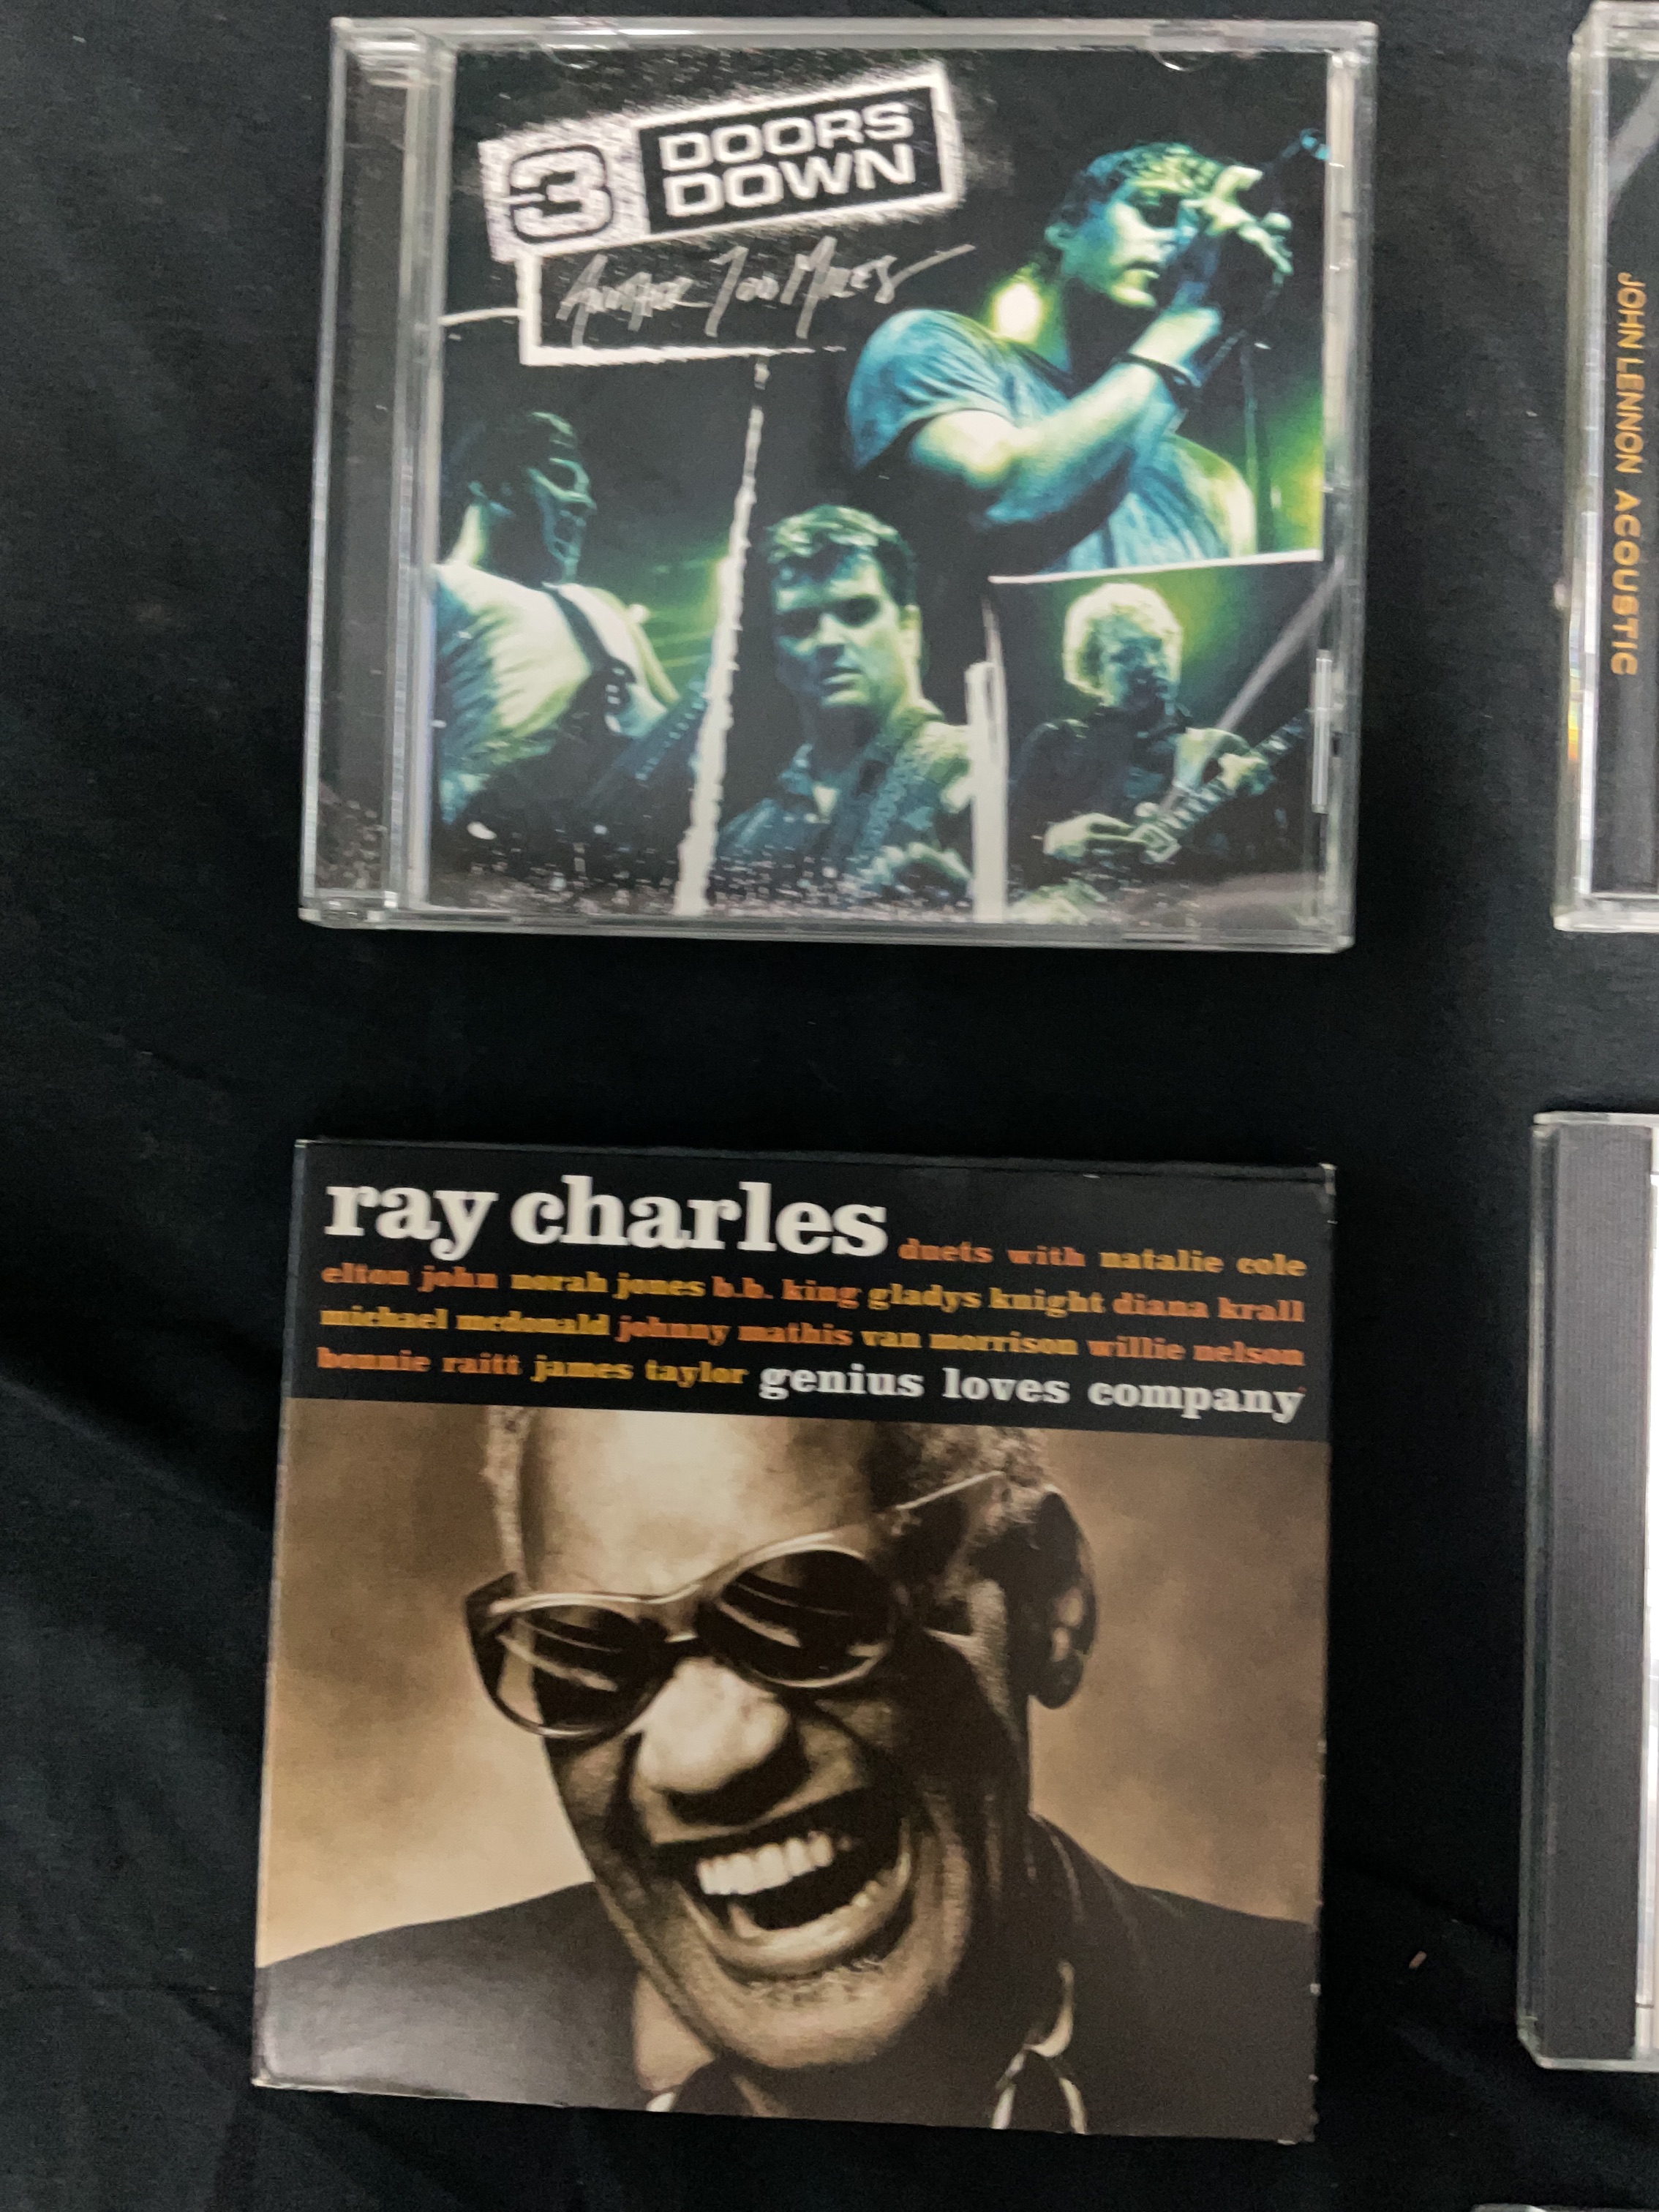 3 DOORS
DOWN
ANOTHER 700 MILES
JOHN LENNON ACOUSTIC
ray charles duets with natalie cole
elton john norah jones b.b. king gladys knight diana krall
michael mcdonald johnny mathis van morrison willie nelson
bonnie raitt james taylor genius loves company